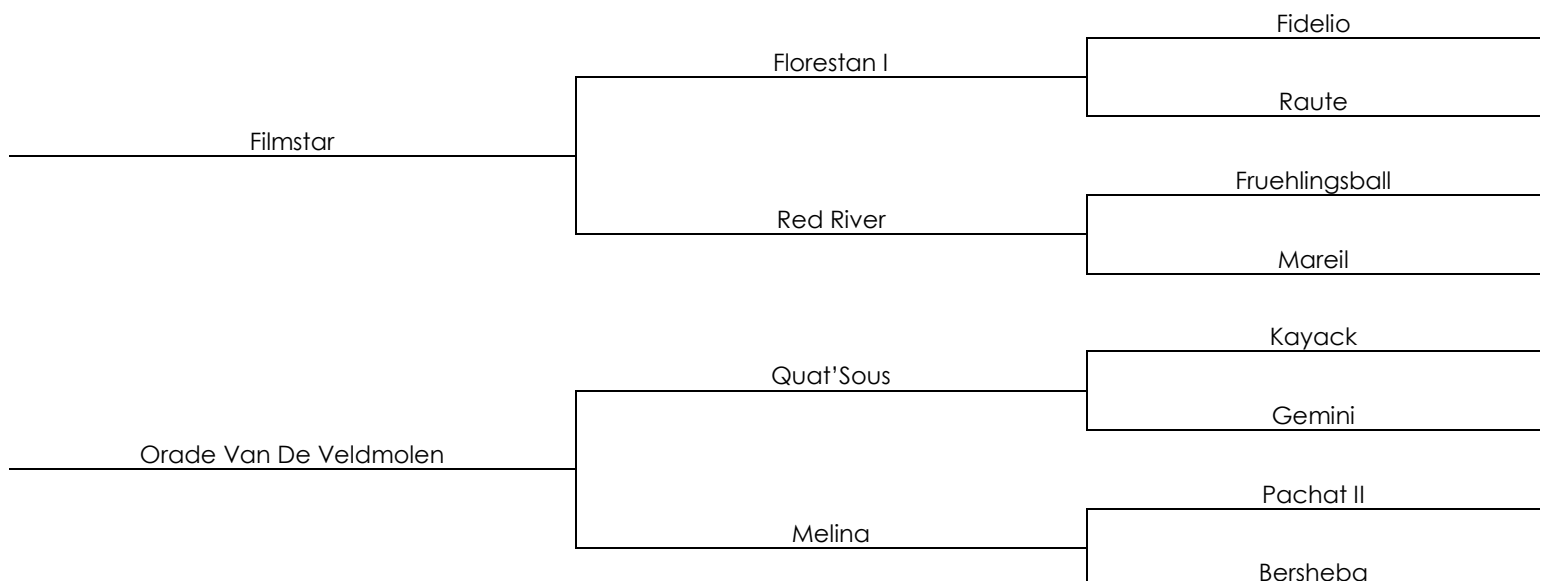 Fidelio
Florestan I
Raute
Filmstar
Fruehlingsball
Red River
Mareil
Kayack
Quat’Sous
Gemini
Orade Van De Veldmolen
Pachat II
Melina
Bersheba